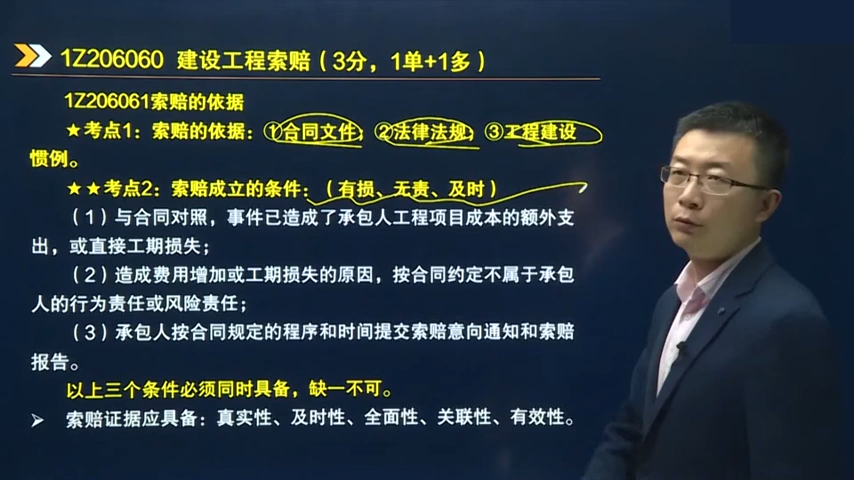 1Z206060 建设工程索赔（3分，1单+1多）
1Z206061索赔的依据
★考点1：索赔的依据：①合同文件；②法律法规；③工程建设
惯例。
★★考点2：索赔成立的条件：（有损、无责、及时）
（1）与合同对照，事件已造成了承包人工程项目成本的额外支
出，或直接工期损失；
（2）造成费用增加或工期损失的原因，按合同约定不属于承包
人的行为责任或风险责任；
（3）承包人按合同规定的程序和时间提交索赔意向通知和索赔
报告。
以上三个条件必须同时具备，缺一不可。
索赔证据应具备：真实性、及时性、全面性、关联性、有效性。